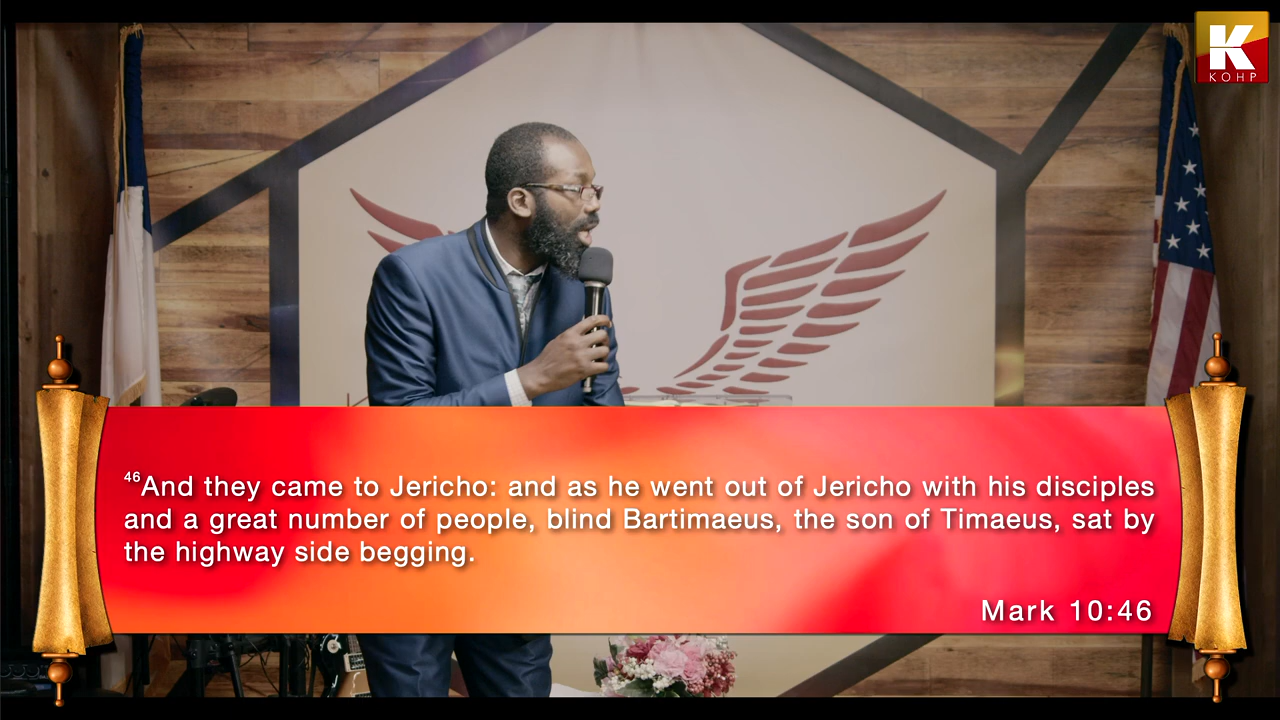 K
KOHP
46And they came to Jericho: and as he went out of Jericho with his disciples
and a great number of people, blind Bartimaeus, the son of Timaeus, sat by
the highway side begging.
Mark 10:46